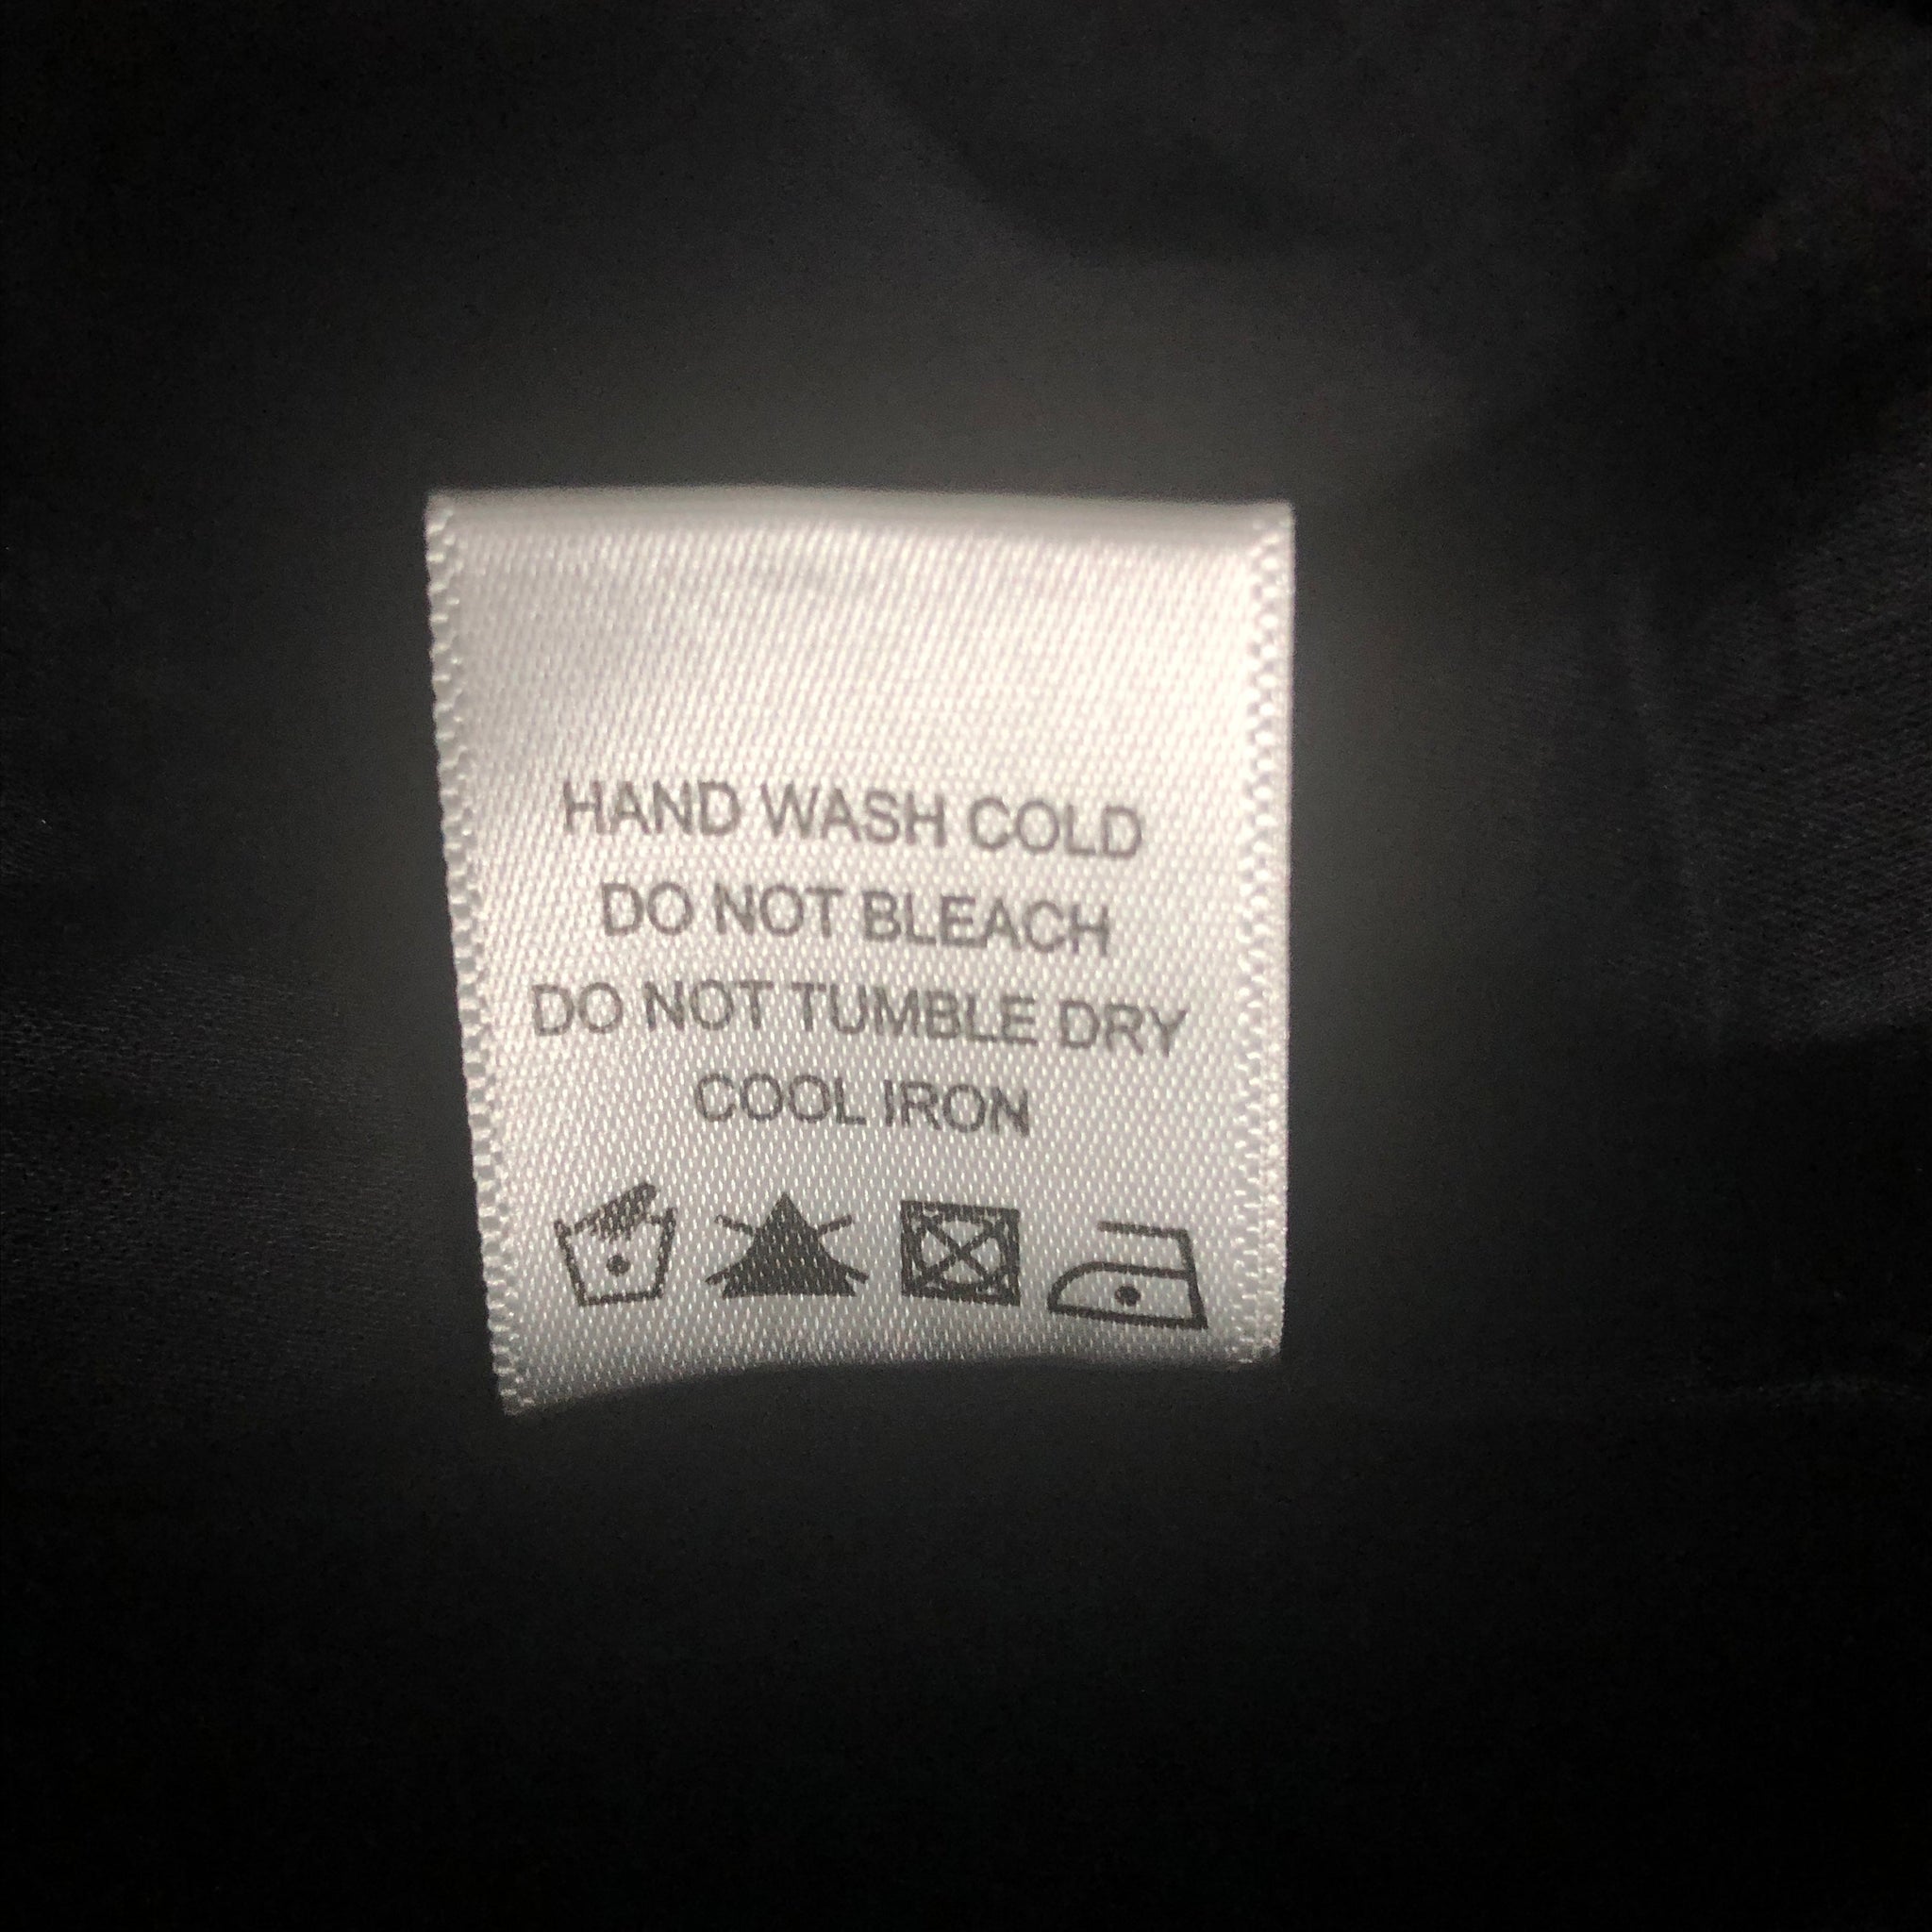 HAND WASH COLD
DO NOT BLEACH
DO NOT TUMBLE DRY
COOL IRON